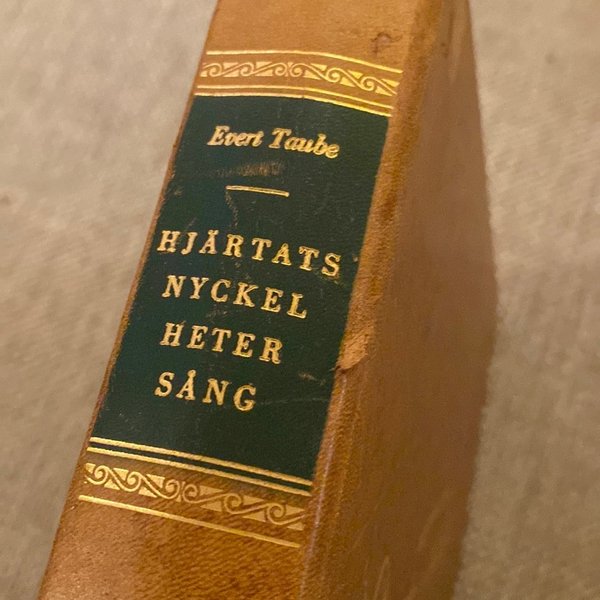 Evert Taube
HJÄRTATS
NYCKEL
HETER
SÅNG